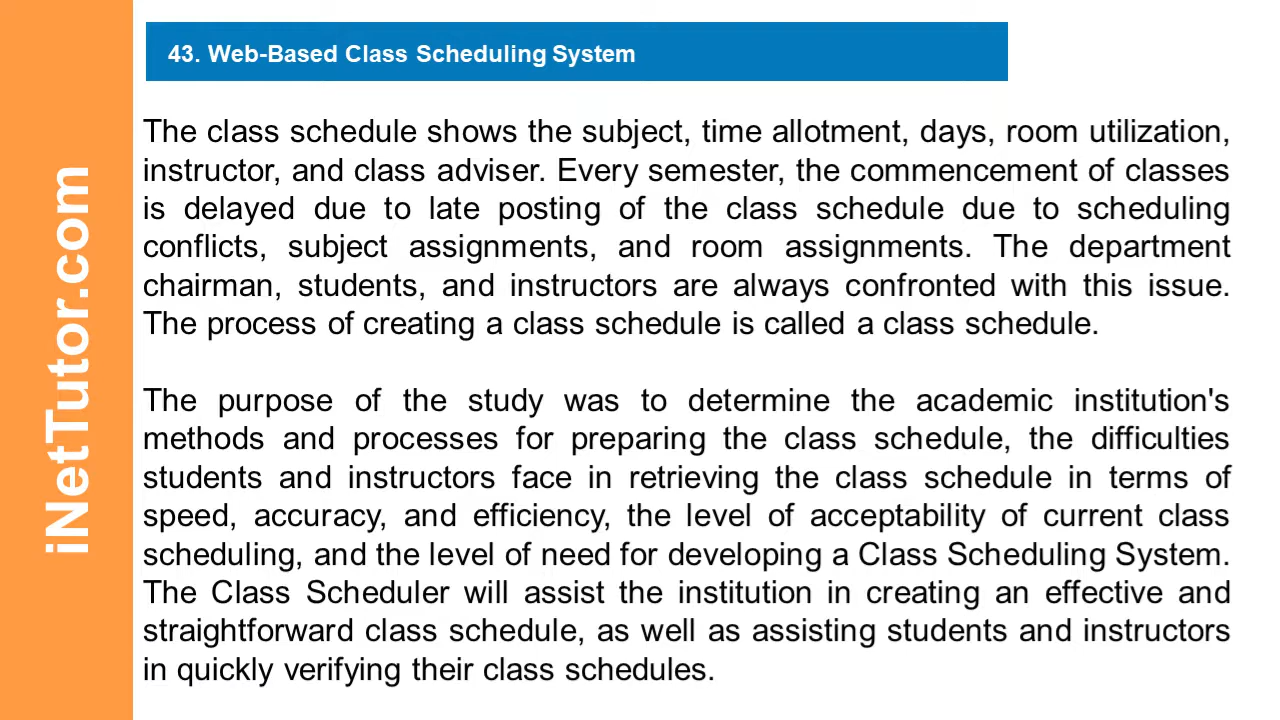 43. Web-Based Class Scheduling System
The class schedule shows the subject, time allotment, days, room utilization,
instructor, and class adviser. Every semester, the commencement of classes
is delayed due to late posting of the class schedule due to scheduling
conflicts, subject assignments, and room assignments. The department
chairman, students, and instructors are always confronted with this issue.
The process of creating a class schedule is called a class schedule.
The purpose of the study was to determine the academic institution's
methods and processes for preparing the class schedule, the difficulties
students and instructors face in retrieving the class schedule in terms of
speed, accuracy, and efficiency, the level of acceptability of current class
scheduling, and the level of need for developing a Class Scheduling System.
The Class Scheduler will assist the institution in creating an effective and
straightforward class schedule, as well as assisting students and instructors
in quickly verifying their class schedules.
iNetTutor.com